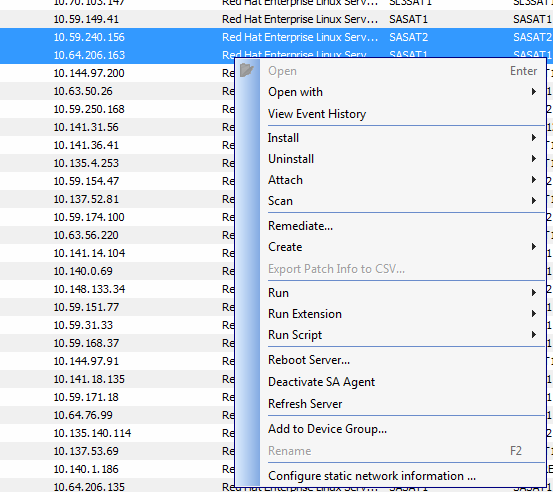 10.70.103.147 Red Hat Enterprise Linux Serv... SL3SAT1 SL3SAT
10.59.149.41 Red Hat Enterprise Linux Serv... SASAT1 SASAT1
10.59.240.156 Red Hat Enterprise Linux Serv... SASAT2 SASAT2
10.64.206.163 Red Hat Enterprise Linux Serv... SASAT1 SASAT1
10.144.97.200 Re
10.63.50.26 Re
10.59.250.168 Re
10.141.31.56 Re
10.141.36.41 Re
10.135.4.253 Re
10.59.154.47 Re
10.137.52.81 Re
10.59.174.100 Re
10.63.56.220 Re
10.141.14.104 Re
10.140.0.69 Re
10.148.133.34 Re
10.59.151.77 Re
10.59.31.33 Re
10.59.168.37 Re
10.144.97.91 Re
10.141.18.135 Re
10.59.171.18 Re
10.64.76.99 Re
10.135.140.114 Re
10.137.53.69 Re
10.140.1.186 Re
10.64.206.135 Re
Open Enter
Open with
View Event History
Install
Uninstall
Attach
Scan
Remediate...
Create
Export Patch Info to CSV...
Run
Run Extension
Run Script
Reboot Server...
Deactivate SA Agent
Refresh Server
Add to Device Group...
Rename F2
Configure static network information ...